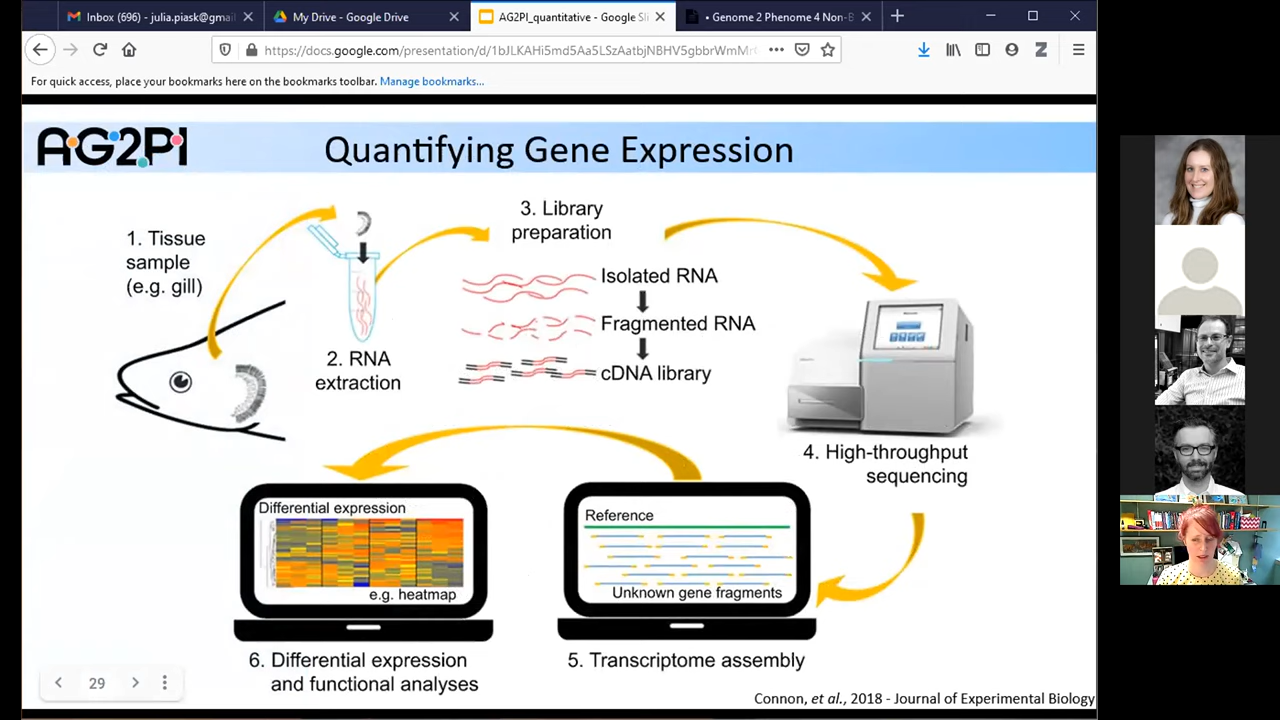 Inbox (696) - julia.piask@gmai
My Drive - Google Drive
AG2PI_quantitative - Google Sli
• Genome 2 Phenome 4 Non-B
https://docs.google.com/presentation/d/1bJLKAHi5md5Aa5LSzAatbjNBHV5gbbrWmMr
For quick access, place your bookmarks here on the bookmarks toolbar. Manage bookmarks...
AG2PI
Quantifying Gene Expression
1. Tissue
sample
(e.g. gill)
2. RNA
extraction
3. Library
preparation
Isolated RNA
Fragmented RNA
cDNA library
4. High-throughput
sequencing
Reference
Unknown gene fragments
5. Transcriptome assembly
Differential expression
e.g. heatmap
6. Differential expression
and functional analyses
29
Connon, et al., 2018 - Journal of Experimental Biology